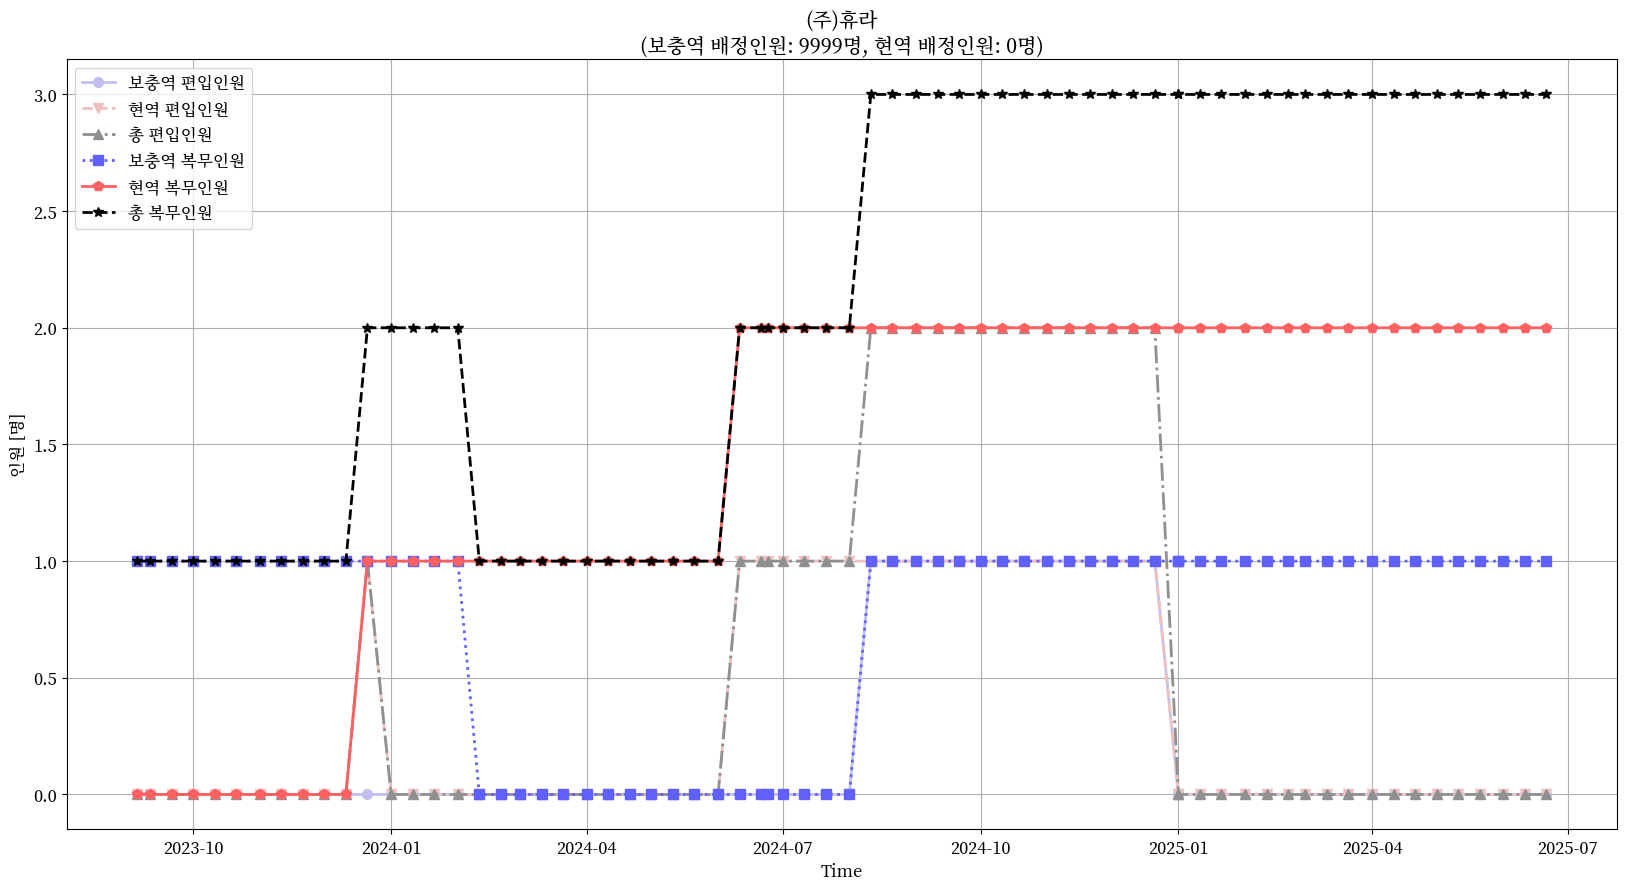 (주)휴라
(보충역 배정인원: 9999명, 현역 배정인원: 0명)
보충역 편입인원
현역 편입인원
총 편입인원
보충역 복무인원
현역 복무인원
총 복무인원
인원 [명]
3.0
2.5
2.0
1.5
1.0
0.5
0.0
2023-10
2024-01
2024-04
2024-07
2024-10
2025-01
2025-04
2025-07
Time